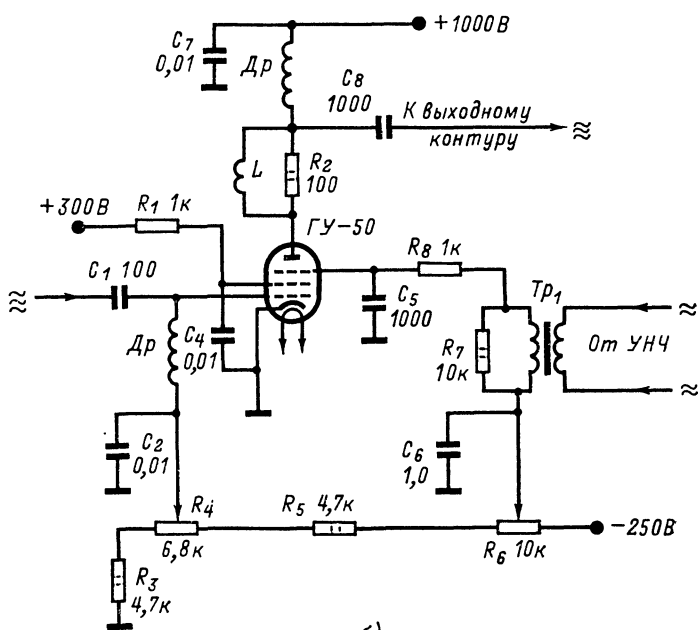 +1000В
C7
0,01
Др
C8
1000
К выходному
контуру
L
R2
100
+300В
R1 1к
ГУ-50
R8 1к
C1 100
C5
1000
Тр1
От УНЧ
R7
10к
Др
C4
0,01
C2
0,01
C6
1,0
R4
6,8к
R5 4,7к
R6 10к
-250В
R3
4,7к